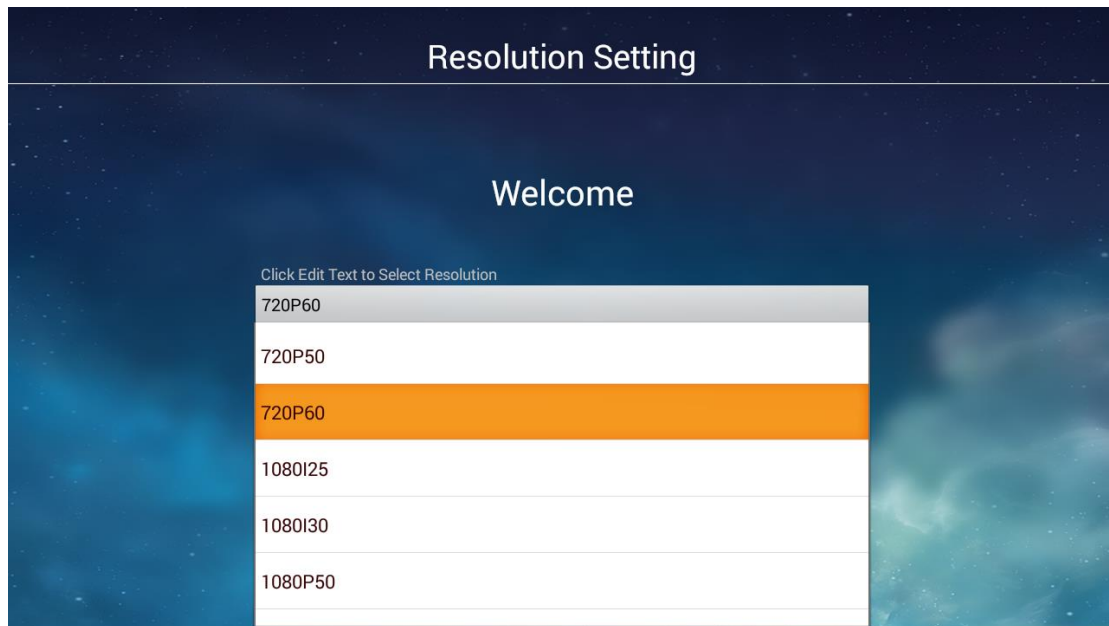 Resolution Setting
Welcome
Click Edit Text to Select Resolution
720P60
720P50
720P60
1080I25
1080I30
1080P50